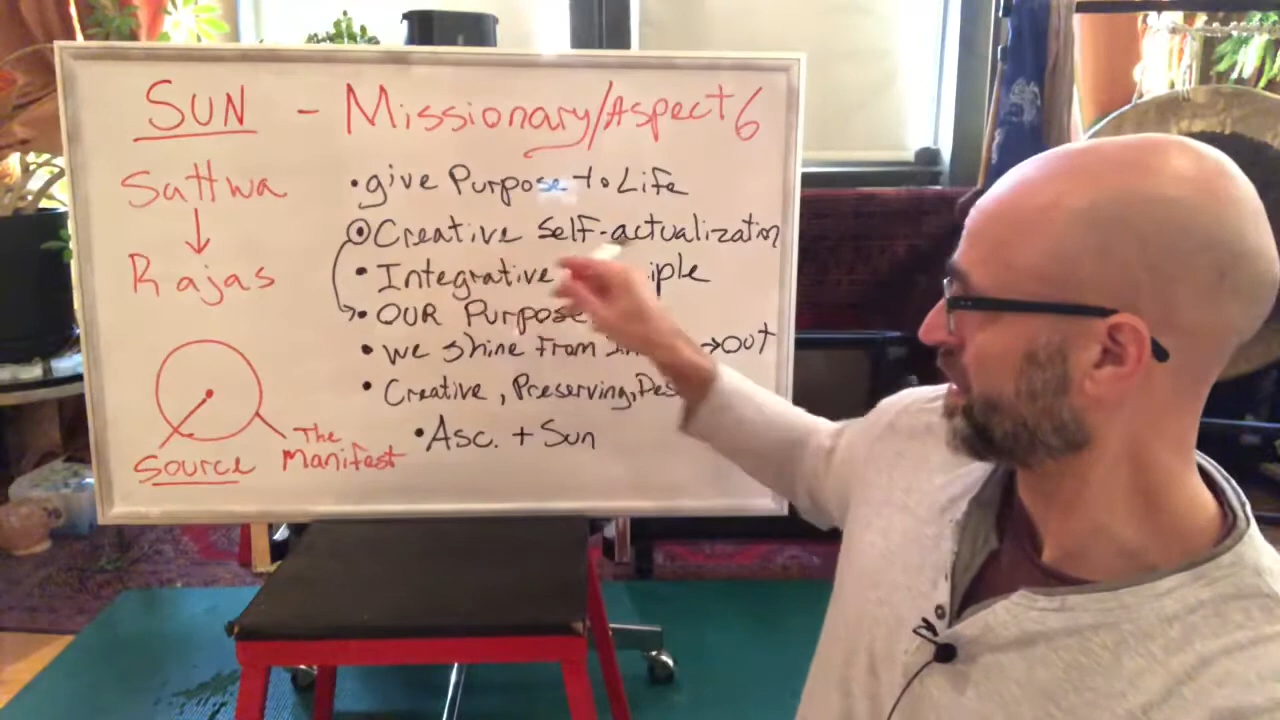 SUN - Missionary/Aspect 6
Sattwa
Rajas
Source
The
Manifest
• give Purpose to Life
Creative Self-actualization
• Integrative
• OUR Purpose
• we shine From → out
• Creative, Preserving,
• Asc. + Sun